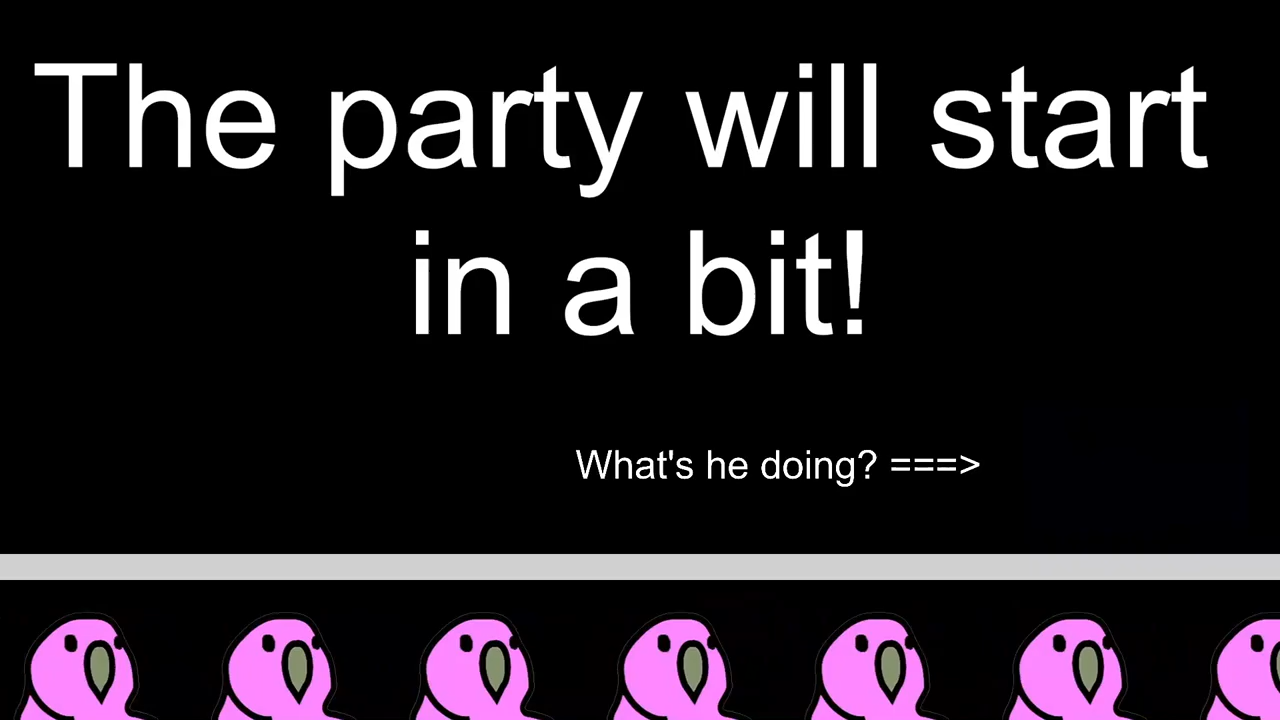 The party will start
in a bit!
What's he doing? ===>